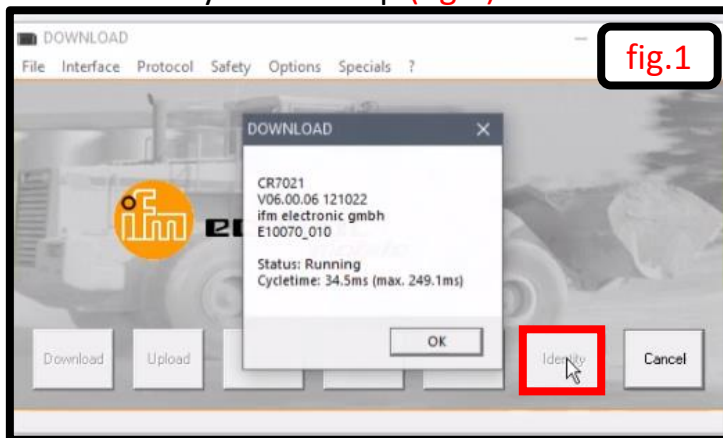 DOWNLOAD
File Interface Protocol Safety Options Specials ?
fig.1
DOWNLOAD
CR7021
V06.00.06 121022
ifm electronic gmbh
E10070_010
Status: Running
Cycletime: 34.5ms (max. 249.1ms)
OK
ifm
Download Upload Identity Cancel